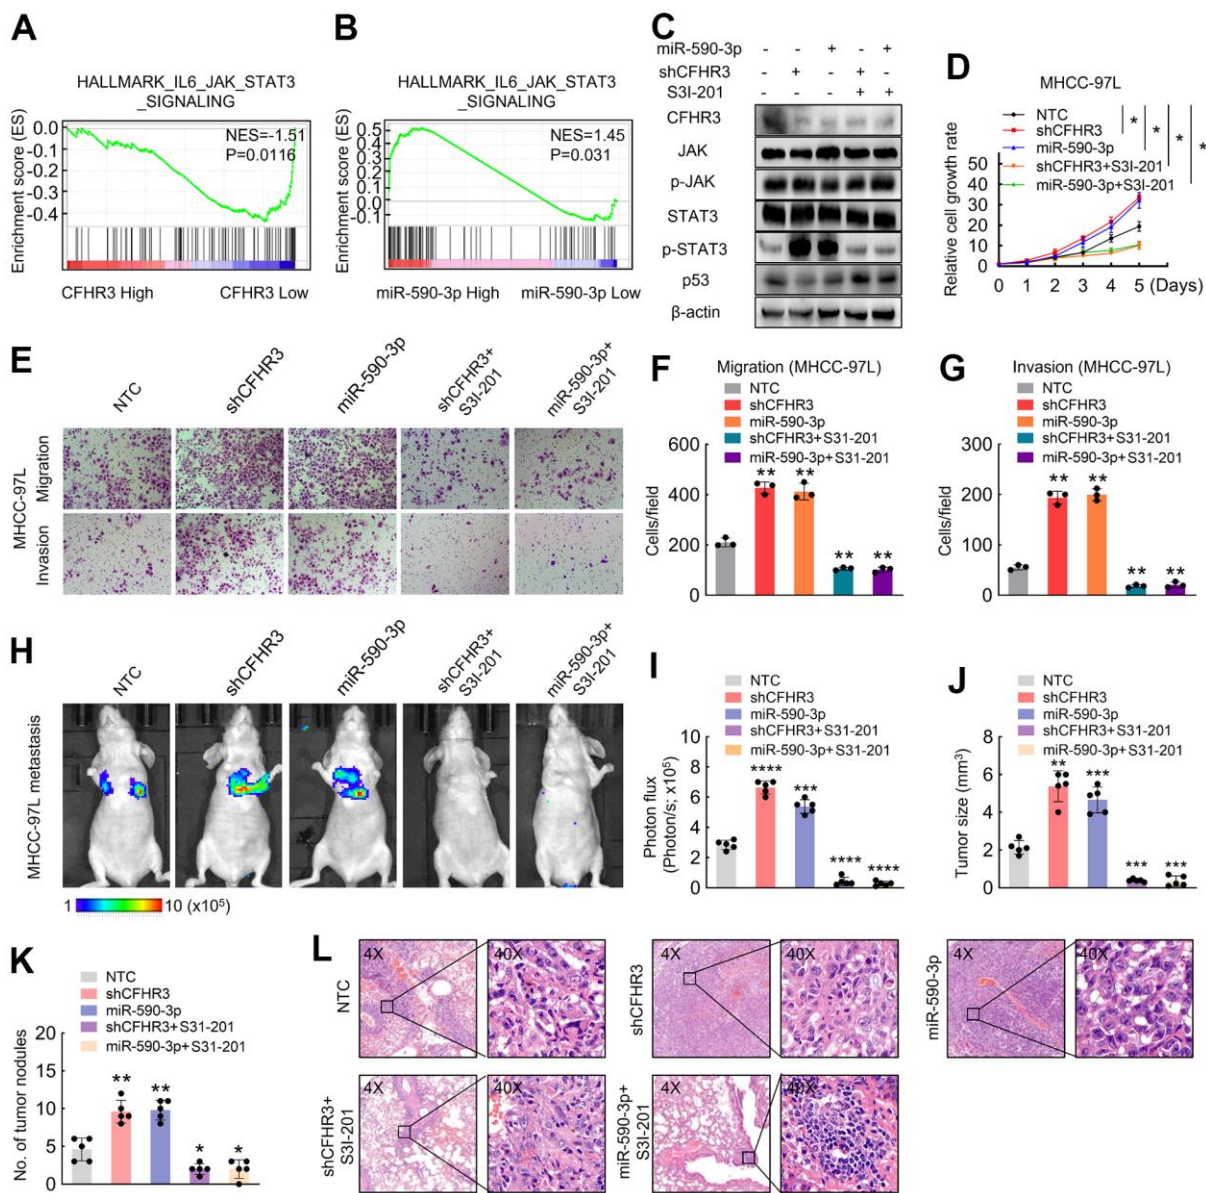 A
HALLMARK_IL6_JAK_STAT3
_SIGNALING
Enrichment score (ES)
0.0
-0.1
-0.2
-0.3
-0.4
NES=-1.51
P=0.0116
CFHR3 High
CFHR3 Low
B
HALLMARK_IL6_JAK_STAT3
_SIGNALING
Enrichment score (ES)
0.5
0.4
0.3
0.2
0.1
-0.0
-0.1
NES=1.45
P=0.031
miR-590-3p High
miR-590-3p Low
C
miR-590-3p - - + - +
shCFHR3 - + - + -
S3I-201 - - - + +
CFHR3
JAK
p-JAK
STAT3
p-STAT3
p53
β-actin
D
MHCC-97L
NTC
shCFHR3
miR-590-3p
shCFHR3+S3I-201
miR-590-3p+S3I-201
* * * *
Relative cell growth rate
50
40
30
20
10
0
0 1 2 3 4 5 (Days)
E
NTC
shCFHR3
miR-590-3p
shCFHR3+
S3I-201
miR-590-3p+
S3I-201
MHCC-97L
Migration
Invasion
F
Migration (MHCC-97L)
NTC
shCFHR3
miR-590-3p
shCFHR3+S31-201
miR-590-3p+S31-201
Cells/field
600
400
200
0
** ** ** **
G
Invasion (MHCC-97L)
NTC
shCFHR3
miR-590-3p
shCFHR3+S31-201
miR-590-3p+S31-201
Cells/field
300
200
100
0
** ** ** **
H
NTC
shCFHR3
miR-590-3p
shCFHR3+
S3I-201
miR-590-3p+
S3I-201
MHCC-97L metastasis
1 10 (x10⁵)
I
NTC
shCFHR3
miR-590-3p
shCFHR3+S31-201
miR-590-3p+S31-201
Photon flux
(Photon/s; x10⁵)
10
8
6
4
2
0
**** *** **** ****
J
NTC
shCFHR3
miR-590-3p
shCFHR3+S31-201
miR-590-3p+S31-201
Tumor size (mm³)
8
6
4
2
0
** *** *** ***
K
NTC
shCFHR3
miR-590-3p
shCFHR3+S31-201
miR-590-3p+S31-201
No. of tumor nodules
20
15
10
5
0
** ** * *
L
NTC
4X
40X
shCFHR3
4X
40X
miR-590-3p
4X
40X
shCFHR3+
S3I-201
4X
40X
miR-590-3p+
S3I-201
4X
40X